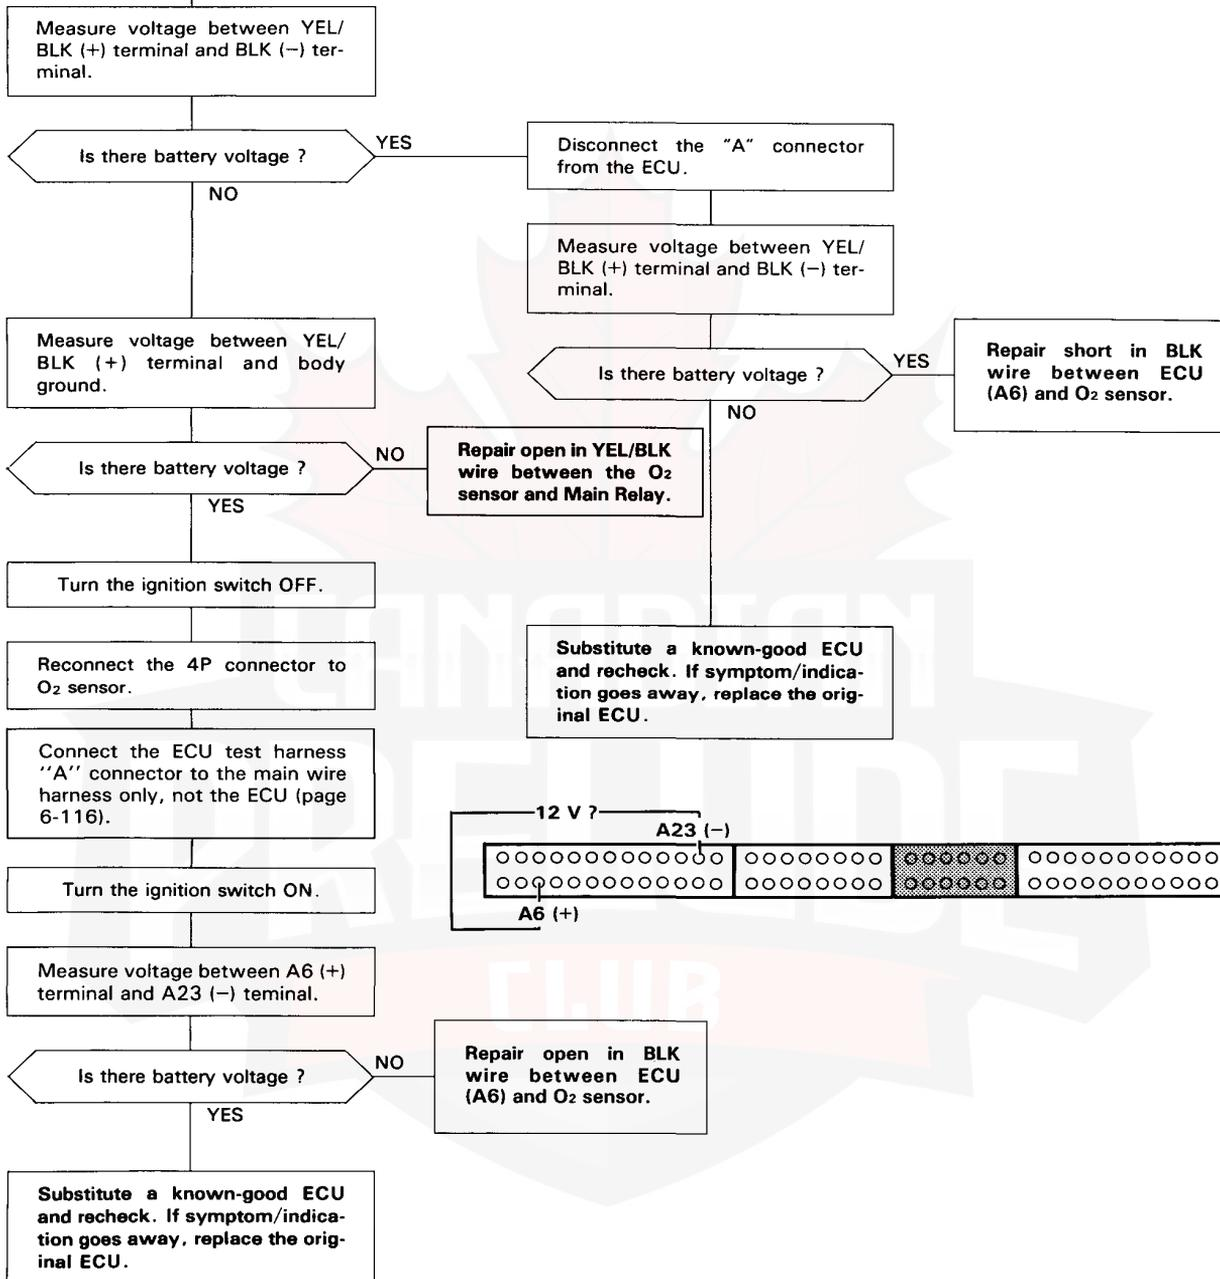 Measure voltage between YEL/
BLK (+) terminal and BLK (−) ter-
minal.
Is there battery voltage ?
YES
NO
Disconnect the "A" connector
from the ECU.
Measure voltage between YEL/
BLK (+) terminal and BLK (−) ter-
minal.
Is there battery voltage ?
YES
NO
Repair short in BLK
wire between ECU
(A6) and O2 sensor.
Measure voltage between YEL/
BLK (+) terminal and body
ground.
Is there battery voltage ?
NO
YES
Repair open in YEL/BLK
wire between the O2
sensor and Main Relay.
Turn the ignition switch OFF.
Reconnect the 4P connector to
O2 sensor.
Substitute a known-good ECU
and recheck. If symptom/indica-
tion goes away, replace the orig-
inal ECU.
Connect the ECU test harness
''A'' connector to the main wire
harness only, not the ECU (page
6-116).
12 V ?
A23 (−)
A6 (+)
Turn the ignition switch ON.
Measure voltage between A6 (+)
terminal and A23 (−) teminal.
Is there battery voltage ?
NO
YES
Repair open in BLK
wire between ECU
(A6) and O2 sensor.
Substitute a known-good ECU
and recheck. If symptom/indica-
tion goes away, replace the orig-
inal ECU.
CANADIAN
PRELUDE
CLUB